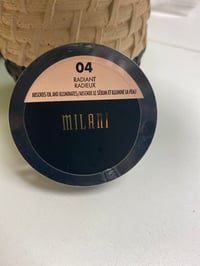 04
RADIANT
RADIEUX
ABSORBS OIL AND ILLUMINATES/ABSORBE LE SÉBUM ET ILLUMINE LA PEAU
MILANI